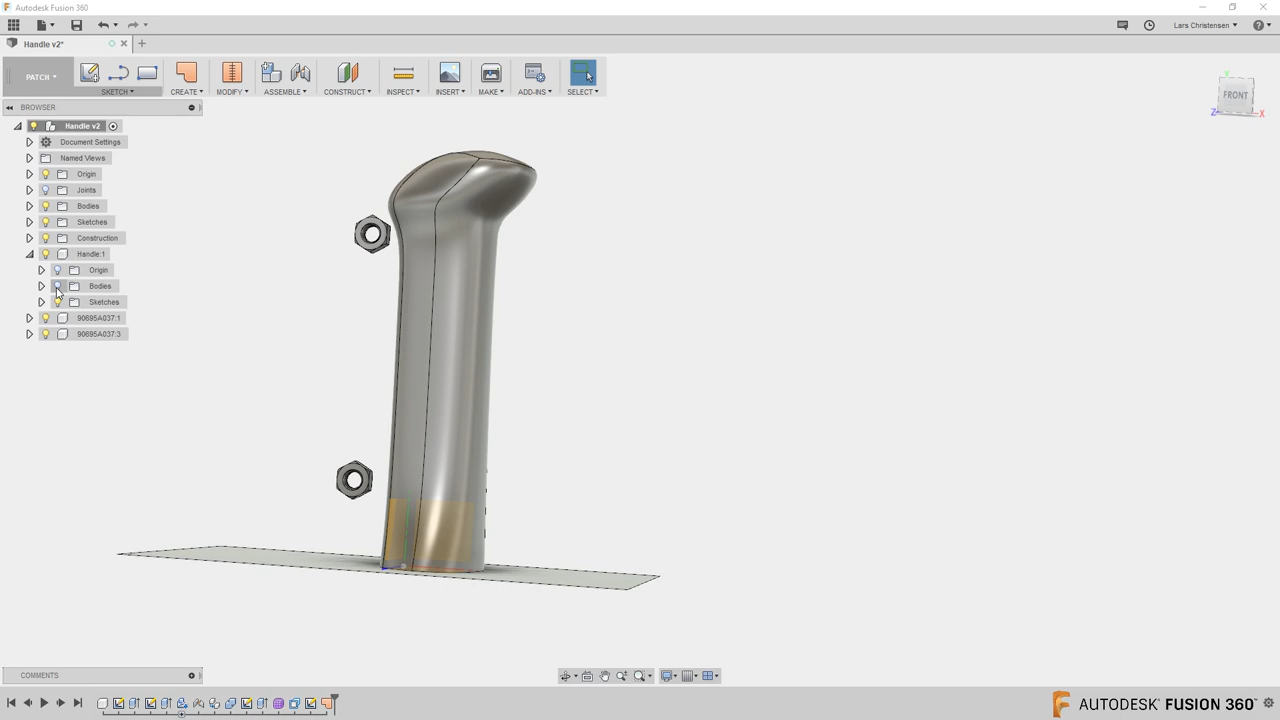 Autodesk Fusion 360
Lars Christensen
Handle v2*
PATCH
SKETCH
CREATE
MODIFY
ASSEMBLE
CONSTRUCT
INSPECT
INSERT
MAKE
ADD-INS
SELECT
BROWSER
Handle v2
Document Settings
Named Views
Origin
Joints
Bodies
Sketches
Construction
Handle:1
Origin
Bodies
Sketches
90695A037:1
90695A037:3
Y
FRONT
Z
X
COMMENTS
AUTODESK® FUSION 360™